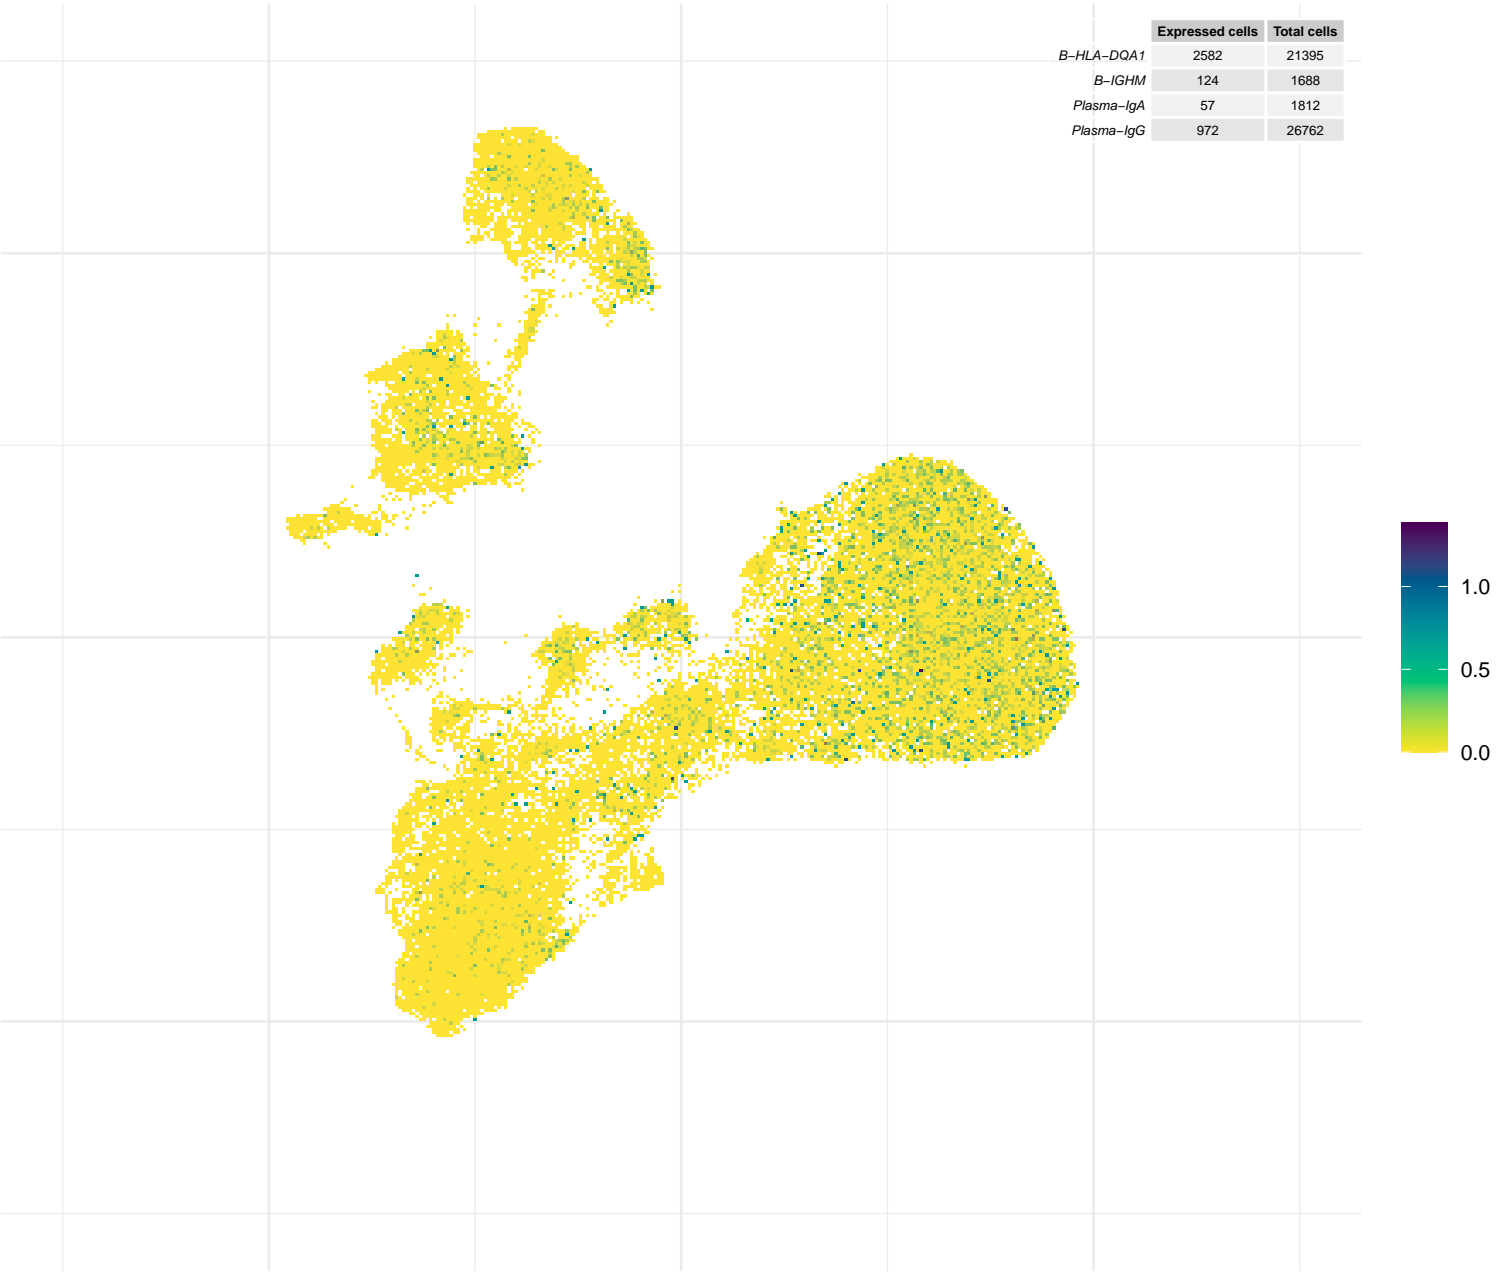 Expressed cells Total cells
B−HLA−DQA1 2582 21395
B−IGHM 124 1688
Plasma−IgA 57 1812
Plasma−IgG 972 26762
1.0
0.5
0.0